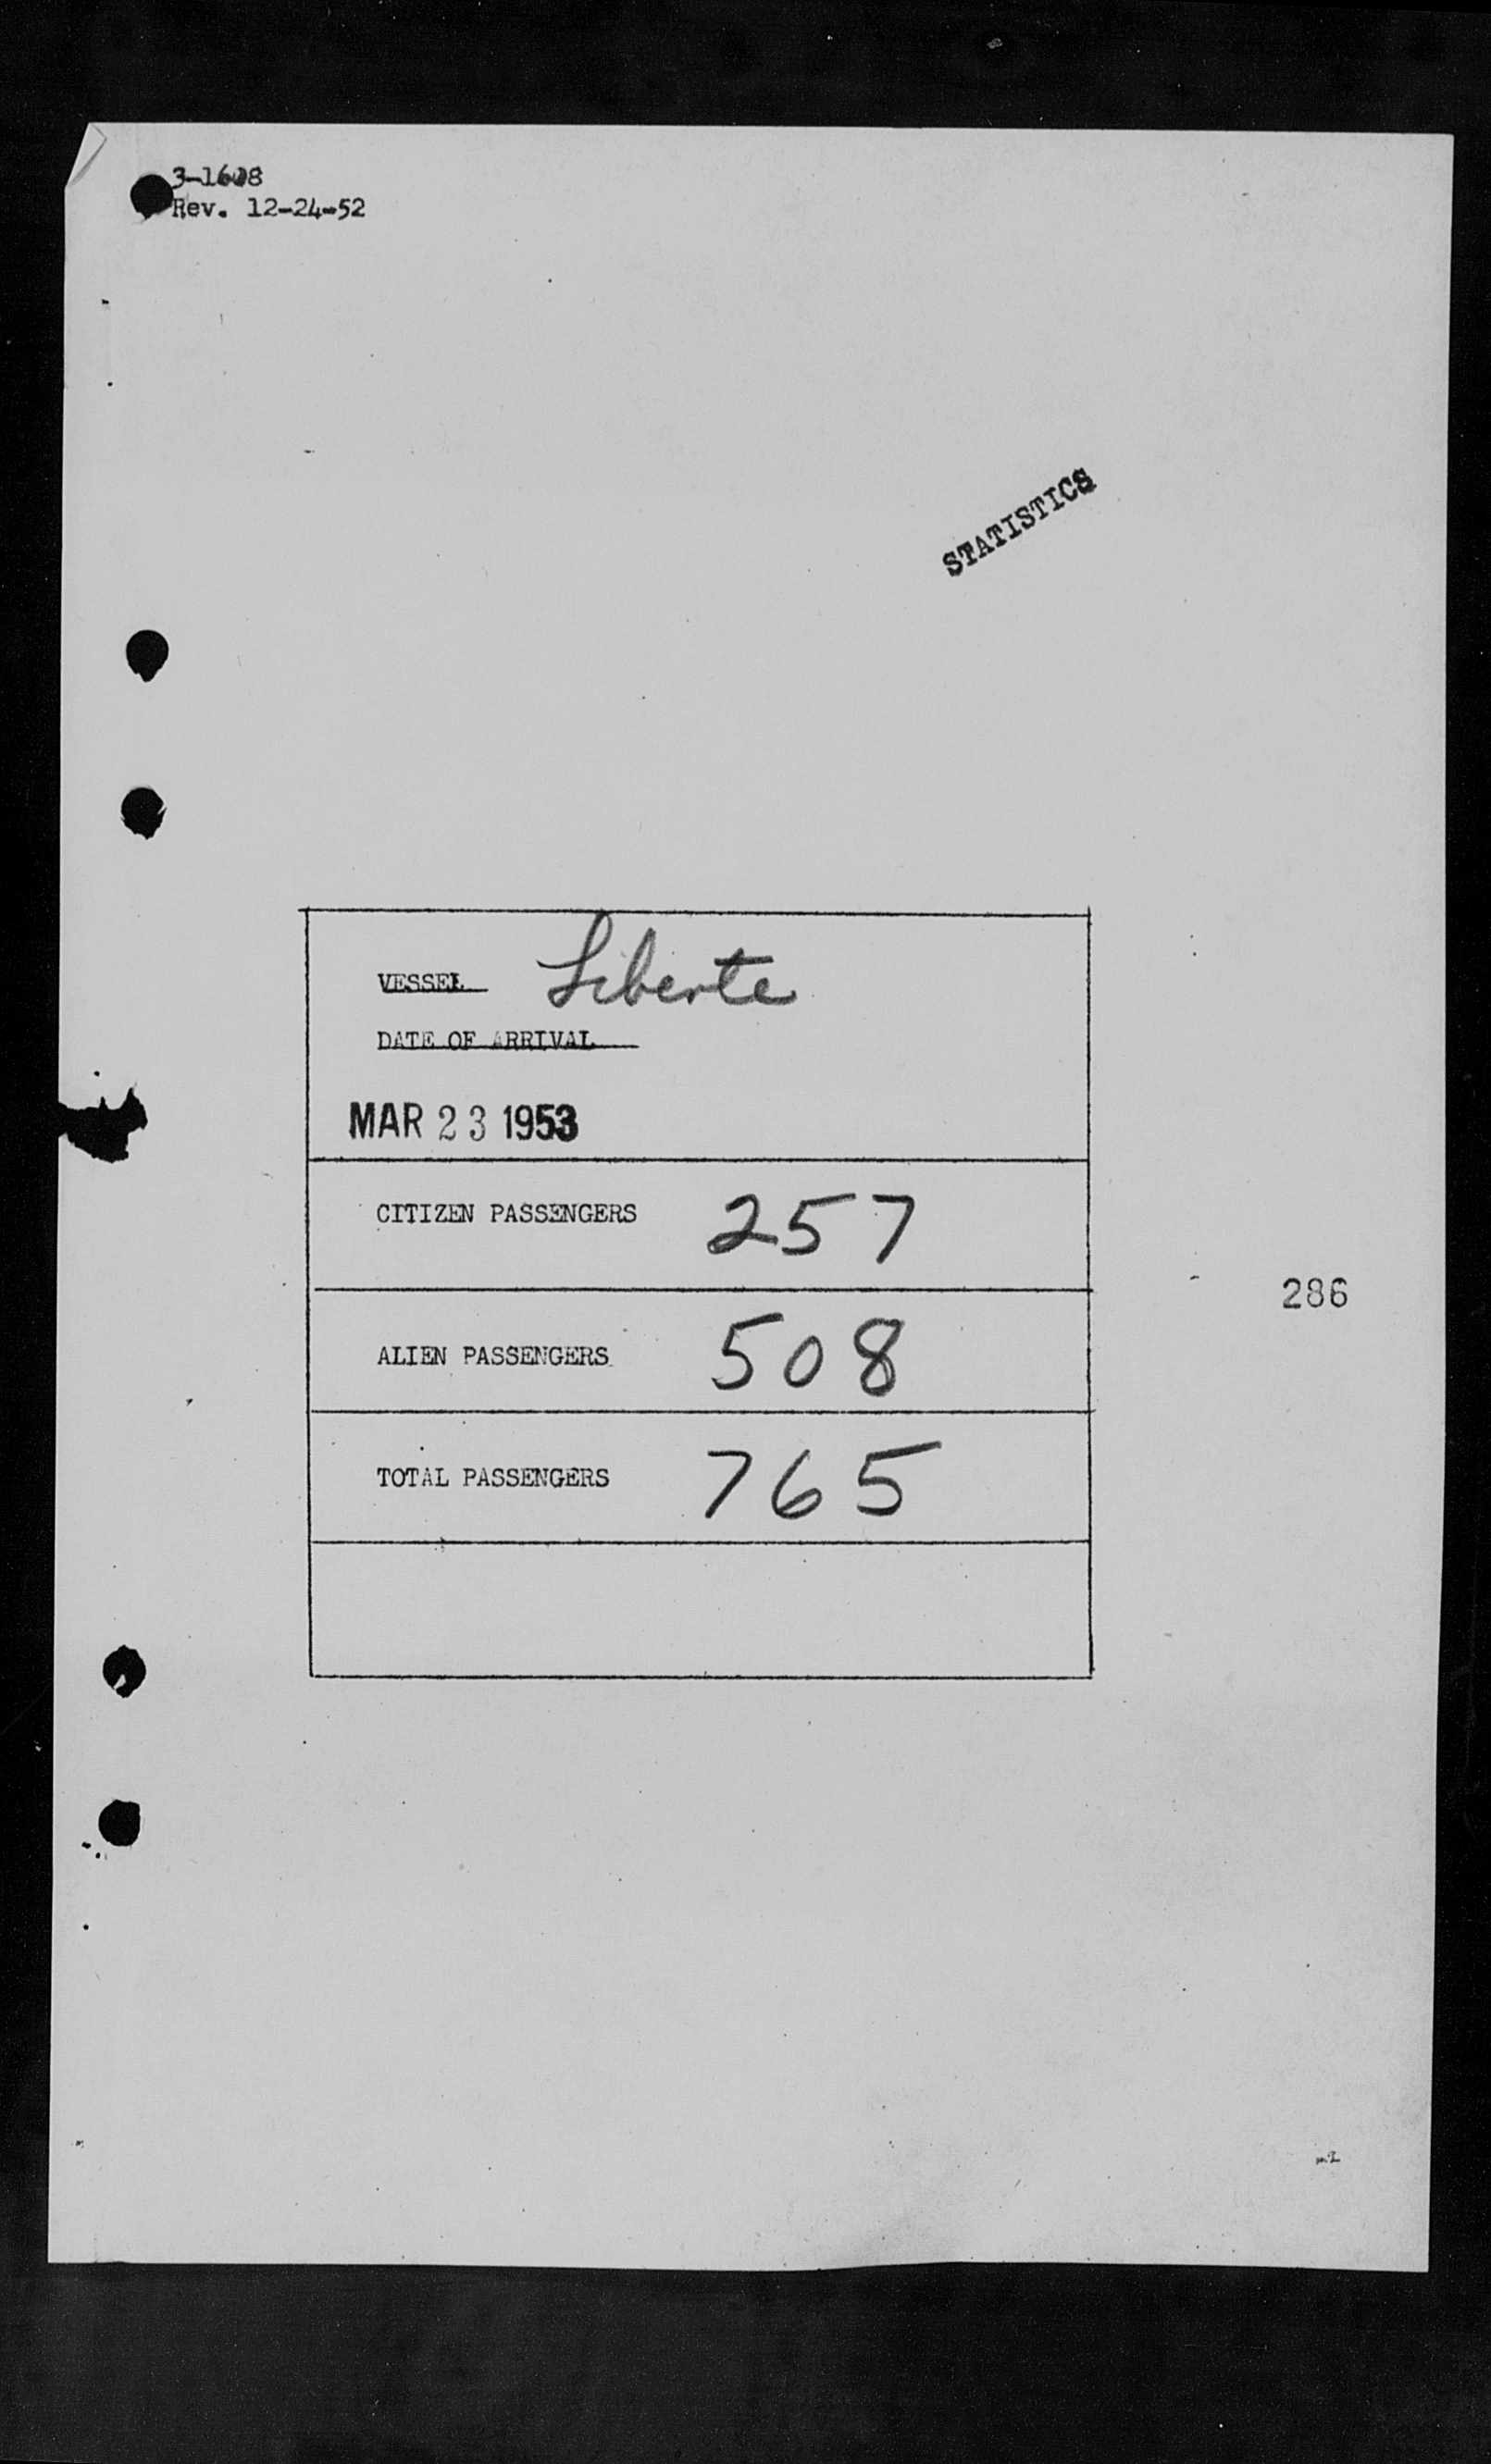 3-1608
Rev. 12-24-52
STATISTICS
VESSEL Liberte
DATE OF ARRIVAL
MAR 23 1953
CITIZEN PASSENGERS 257
286
ALIEN PASSENGERS 508
TOTAL PASSENGERS 765